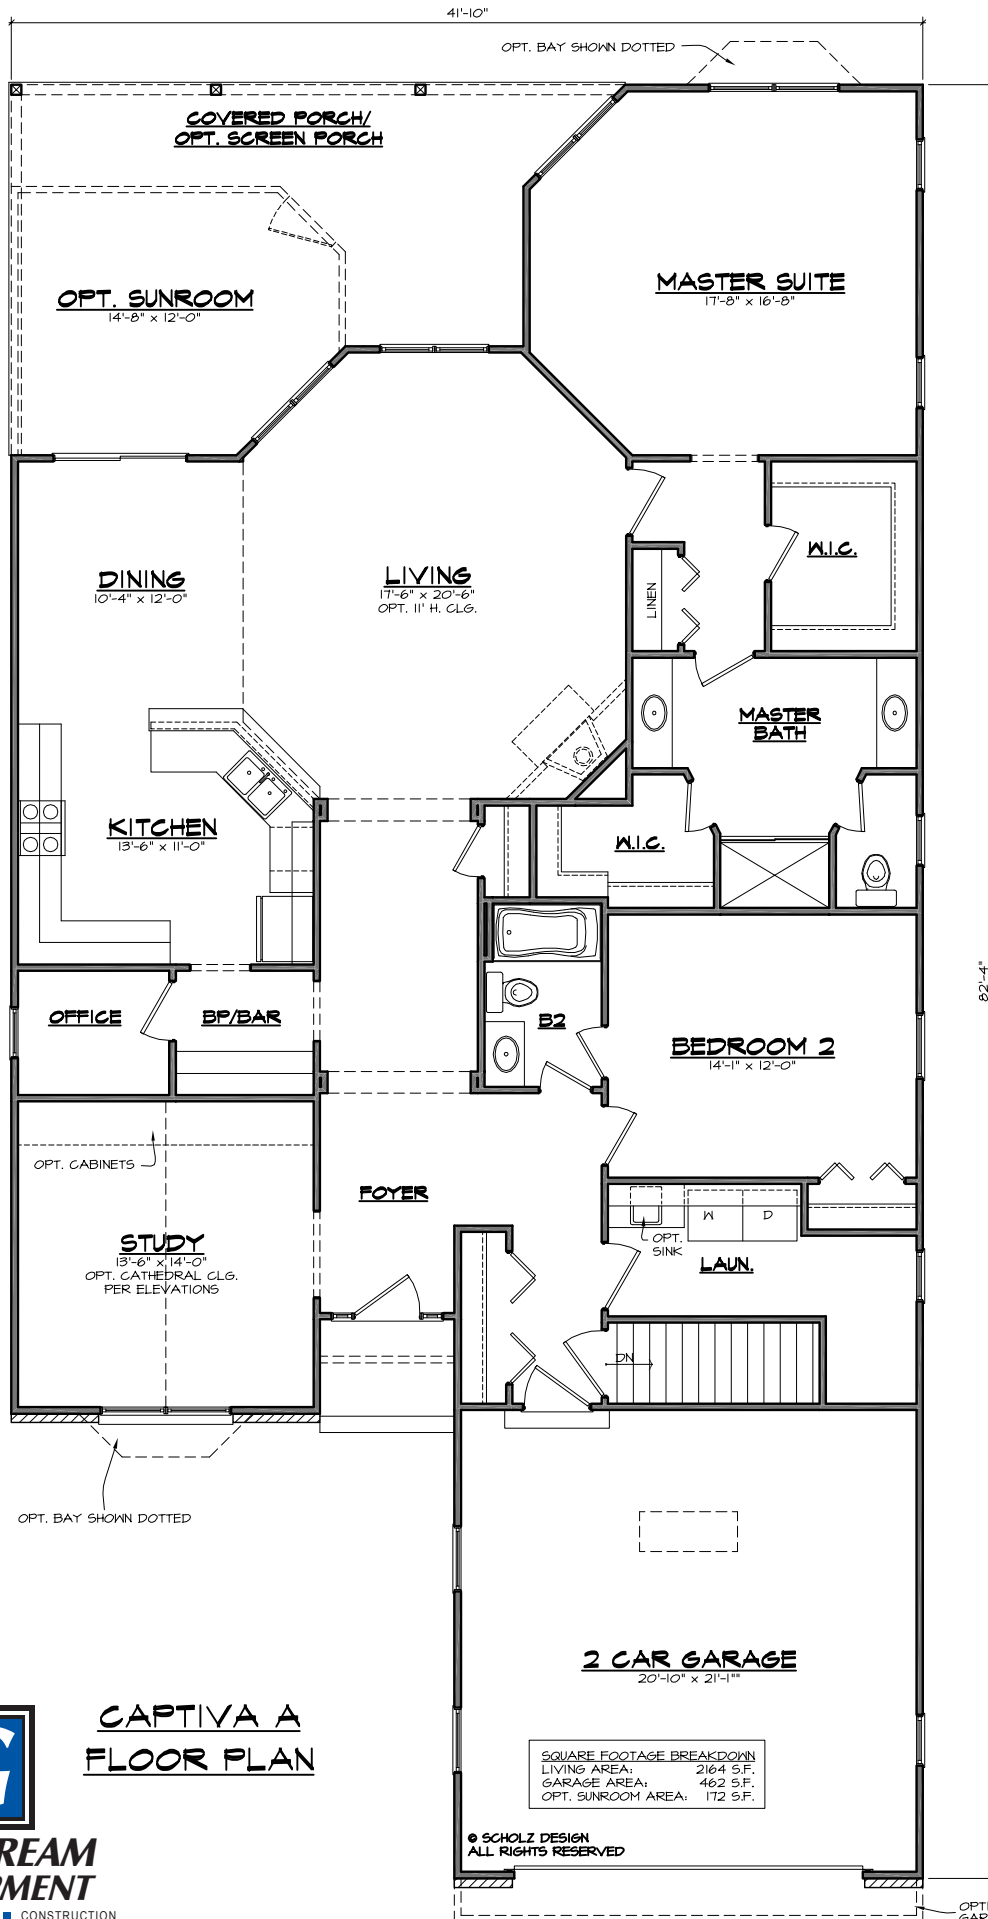 41'-10"
OPT. BAY SHOWN DOTTED
COVERED PORCH/
OPT. SCREEN PORCH
MASTER SUITE
17'-8" x 16'-8"
OPT. SUNROOM
14'-8" x 12'-0"
W.I.C.
DINING
10'-4" x 12'-0"
LIVING
17'-6" x 20'-6"
OPT. 11' H. CLG.
LINEN
MASTER
BATH
KITCHEN
13'-6" x 11'-0"
W.I.C.
82'-4"
OFFICE
BP/BAR
B2
BEDROOM 2
14'-1" x 12'-0"
OPT. CABINETS
FOYER
W
D
OPT.
SINK
LAUN.
STUDY
13'-6" x 14'-0"
OPT. CATHEDRAL CLG.
PER ELEVATIONS
DN
OPT. BAY SHOWN DOTTED
2 CAR GARAGE
20'-10" x 21'-1""
CAPTIVA A
FLOOR PLAN
SQUARE FOOTAGE BREAKDOWN
LIVING AREA: 2164 S.F.
GARAGE AREA: 462 S.F.
OPT. SUNROOM AREA: 172 S.F.
© SCHOLZ DESIGN
ALL RIGHTS RESERVED
REAM
PMENT
CONSTRUCTION
OPTI
GAR